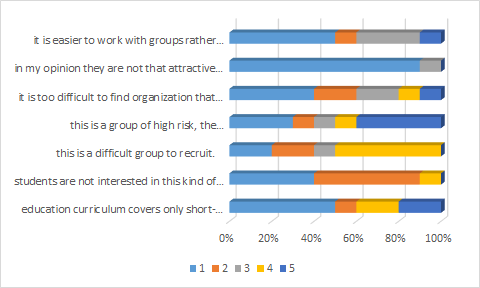 it is easier to work with groups rather...
in my opinion they are not that attractive...
it is too difficult to find organization that...
this is a group of high risk, the...
this is a difficult group to recruit.
students are not interested in this kind of...
education curriculum covers only short-...
0% 20% 40% 60% 80% 100%
1 2 3 4 5